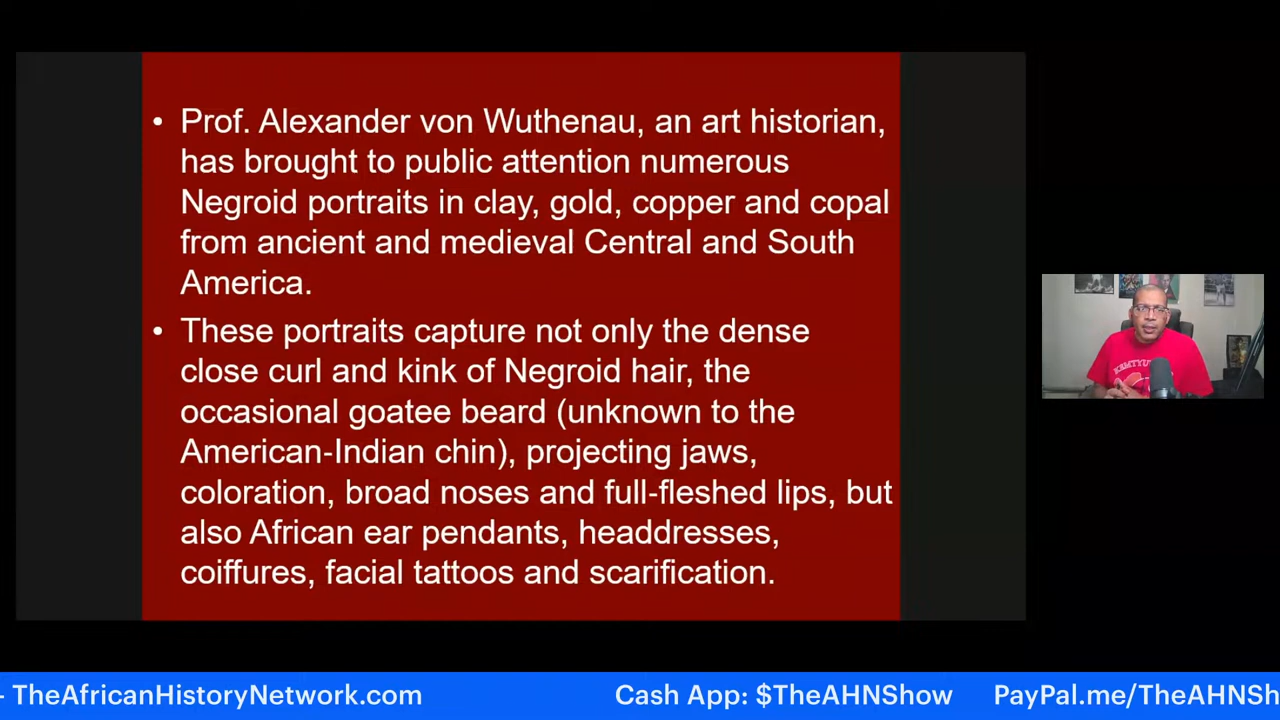 • Prof. Alexander von Wuthenau, an art historian,
has brought to public attention numerous
Negroid portraits in clay, gold, copper and copal
from ancient and medieval Central and South
America.
• These portraits capture not only the dense
close curl and kink of Negroid hair, the
occasional goatee beard (unknown to the
American-Indian chin), projecting jaws,
coloration, broad noses and full-fleshed lips, but
also African ear pendants, headdresses,
coiffures, facial tattoos and scarification.
- TheAfricanHistoryNetwork.com Cash App: $TheAHNShow PayPal.me/TheAHNSh